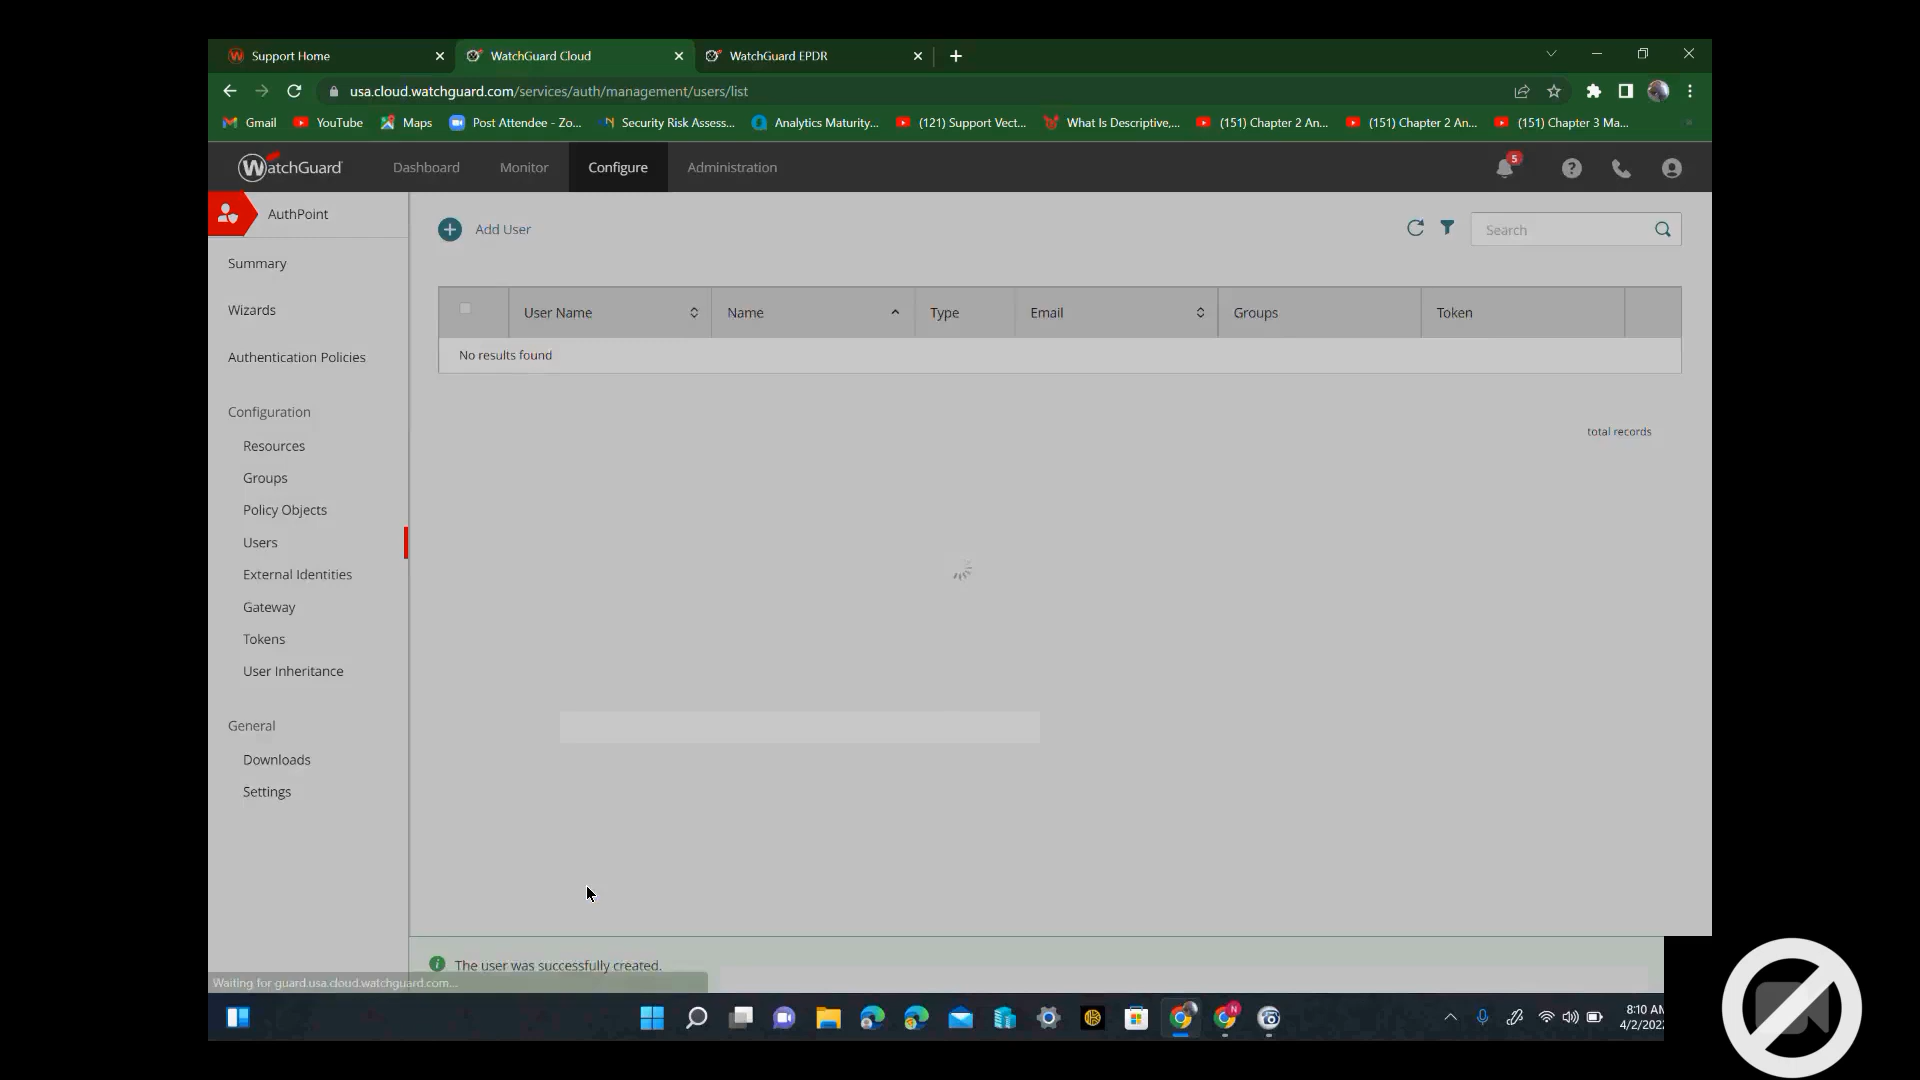 Support Home
WatchGuard Cloud
WatchGuard EPDR
usa.cloud.watchguard.com/services/auth/management/users/list
Gmail
YouTube
Maps
Post Attendee - Zo...
Security Risk Assess...
Analytics Maturity...
(121) Support Vect...
What Is Descriptive,...
(151) Chapter 2 An...
(151) Chapter 2 An...
(151) Chapter 3 Ma...
WatchGuard
Dashboard
Monitor
Configure
Administration
5
AuthPoint
Summary
Wizards
Authentication Policies
Configuration
Resources
Groups
Policy Objects
Users
External Identities
Gateway
Tokens
User Inheritance
General
Downloads
Settings
Add User
Search
User Name
Name
Type
Email
Groups
Token
No results found
total records
The user was successfully created.
Waiting for guard.usa.cloud.watchguard.com...
8:10 AM
4/2/202